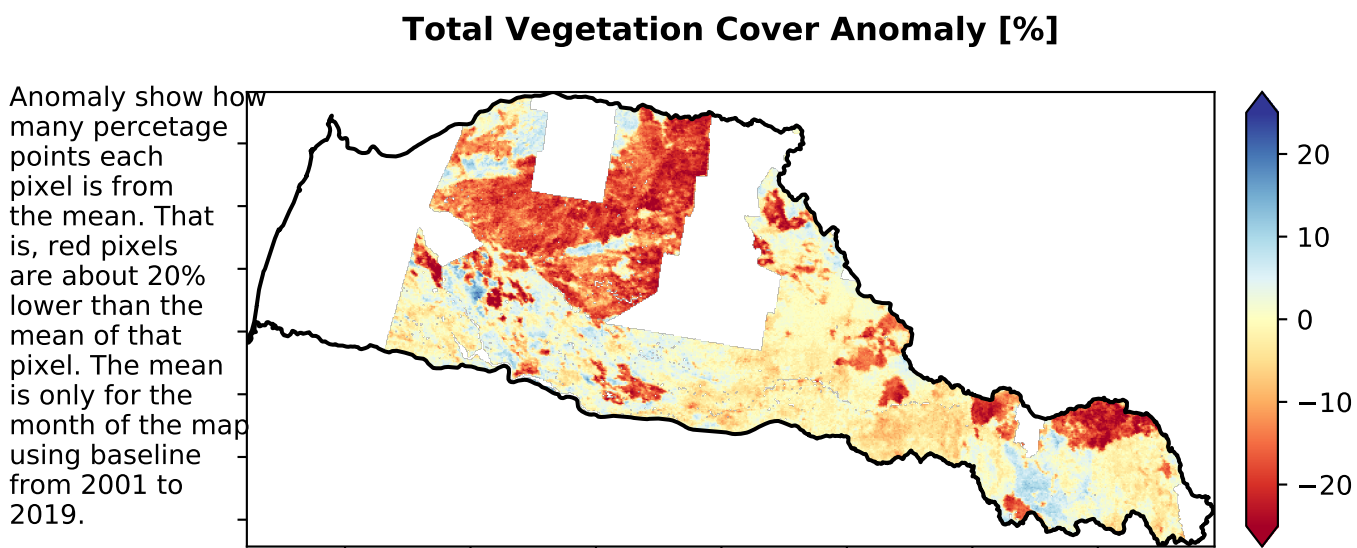 Total Vegetation Cover Anomaly [%]
Anomaly show how
many percetage
points each
pixel is from
the mean. That
is, red pixels
are about 20%
lower than the
mean of that
pixel. The mean
is only for the
month of the map
using baseline
from 2001 to
2019.
20
10
0
−10
−20